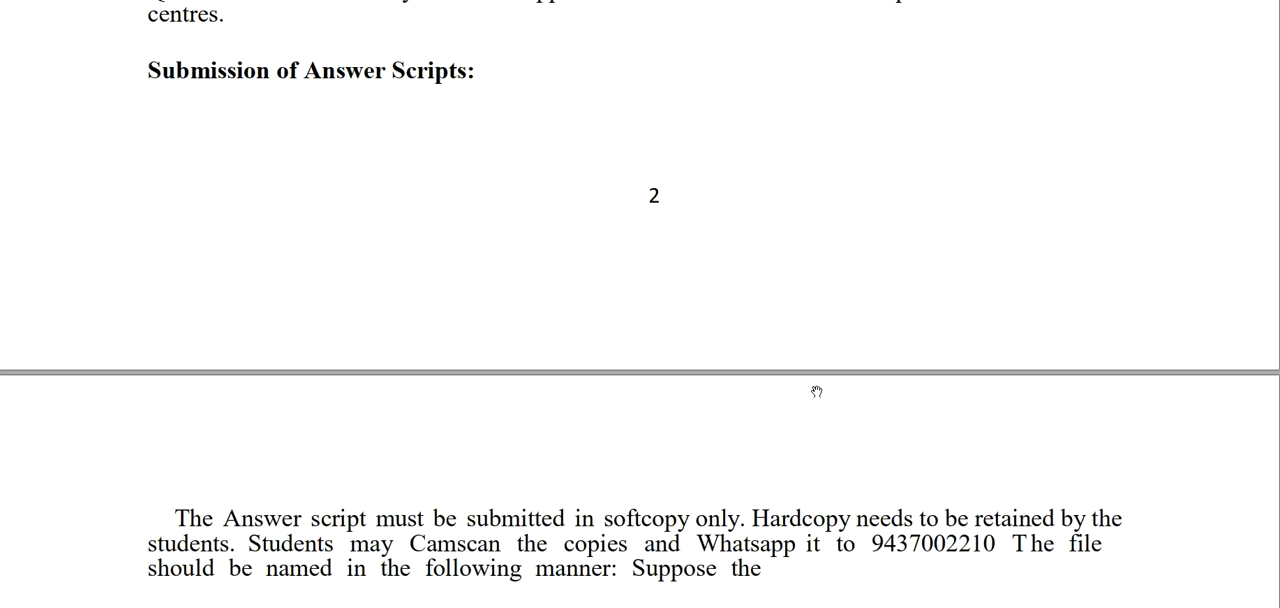 centres.
Submission of Answer Scripts:
2
The Answer script must be submitted in softcopy only. Hardcopy needs to be retained by the
students. Students may Camscan the copies and Whatsapp it to 9437002210 The file
should be named in the following manner: Suppose the